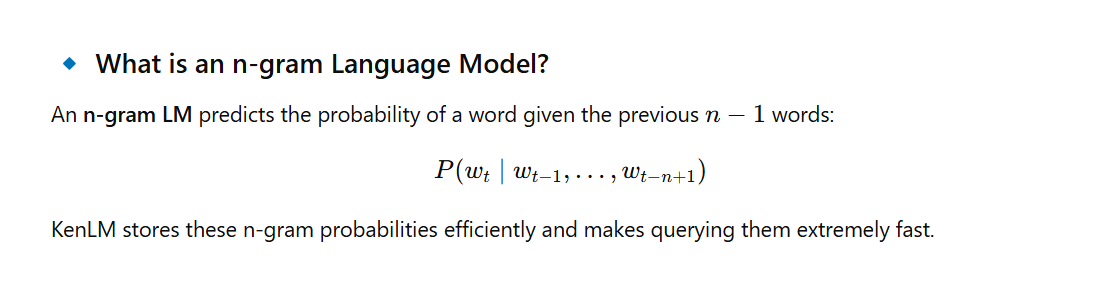 🔹 What is an n-gram Language Model?
An n-gram LM predicts the probability of a word given the previous n − 1 words:
P(w_t | w_{t−1}, . . . , w_{t−n+1})
KenLM stores these n-gram probabilities efficiently and makes querying them extremely fast.